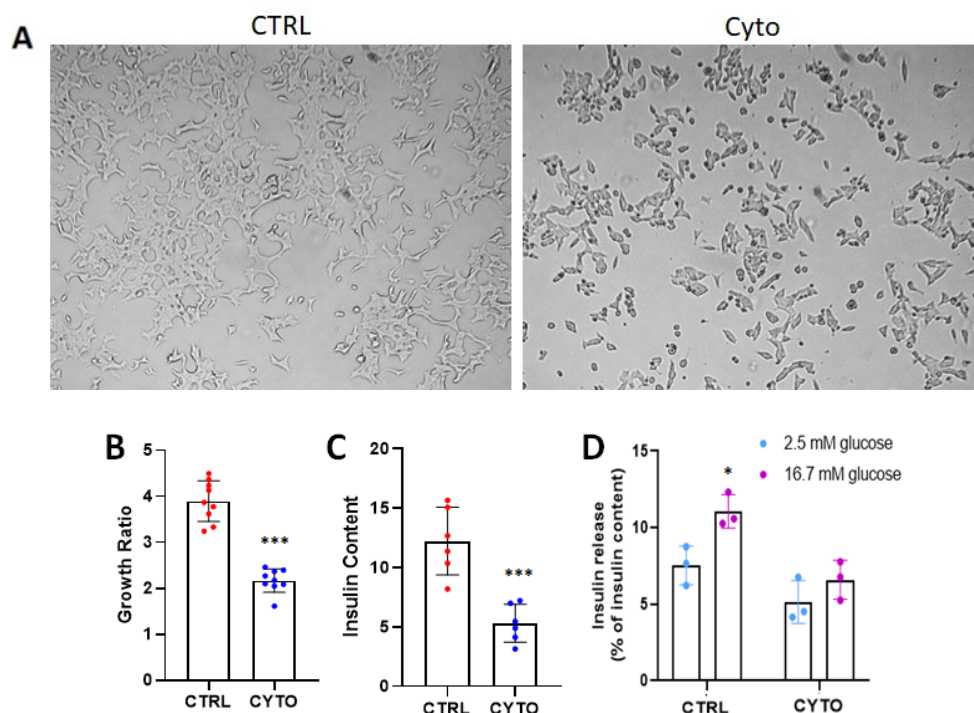 A
CTRL
Cyto
B
5
4
3
2
1
0
Growth Ratio
***
CTRL
CYTO
C
20
15
10
5
0
Insulin Content
***
CTRL
CYTO
D
2.5 mM glucose
16.7 mM glucose
15
10
5
0
Insulin release
(% of insulin content)
*
CTRL
CYTO